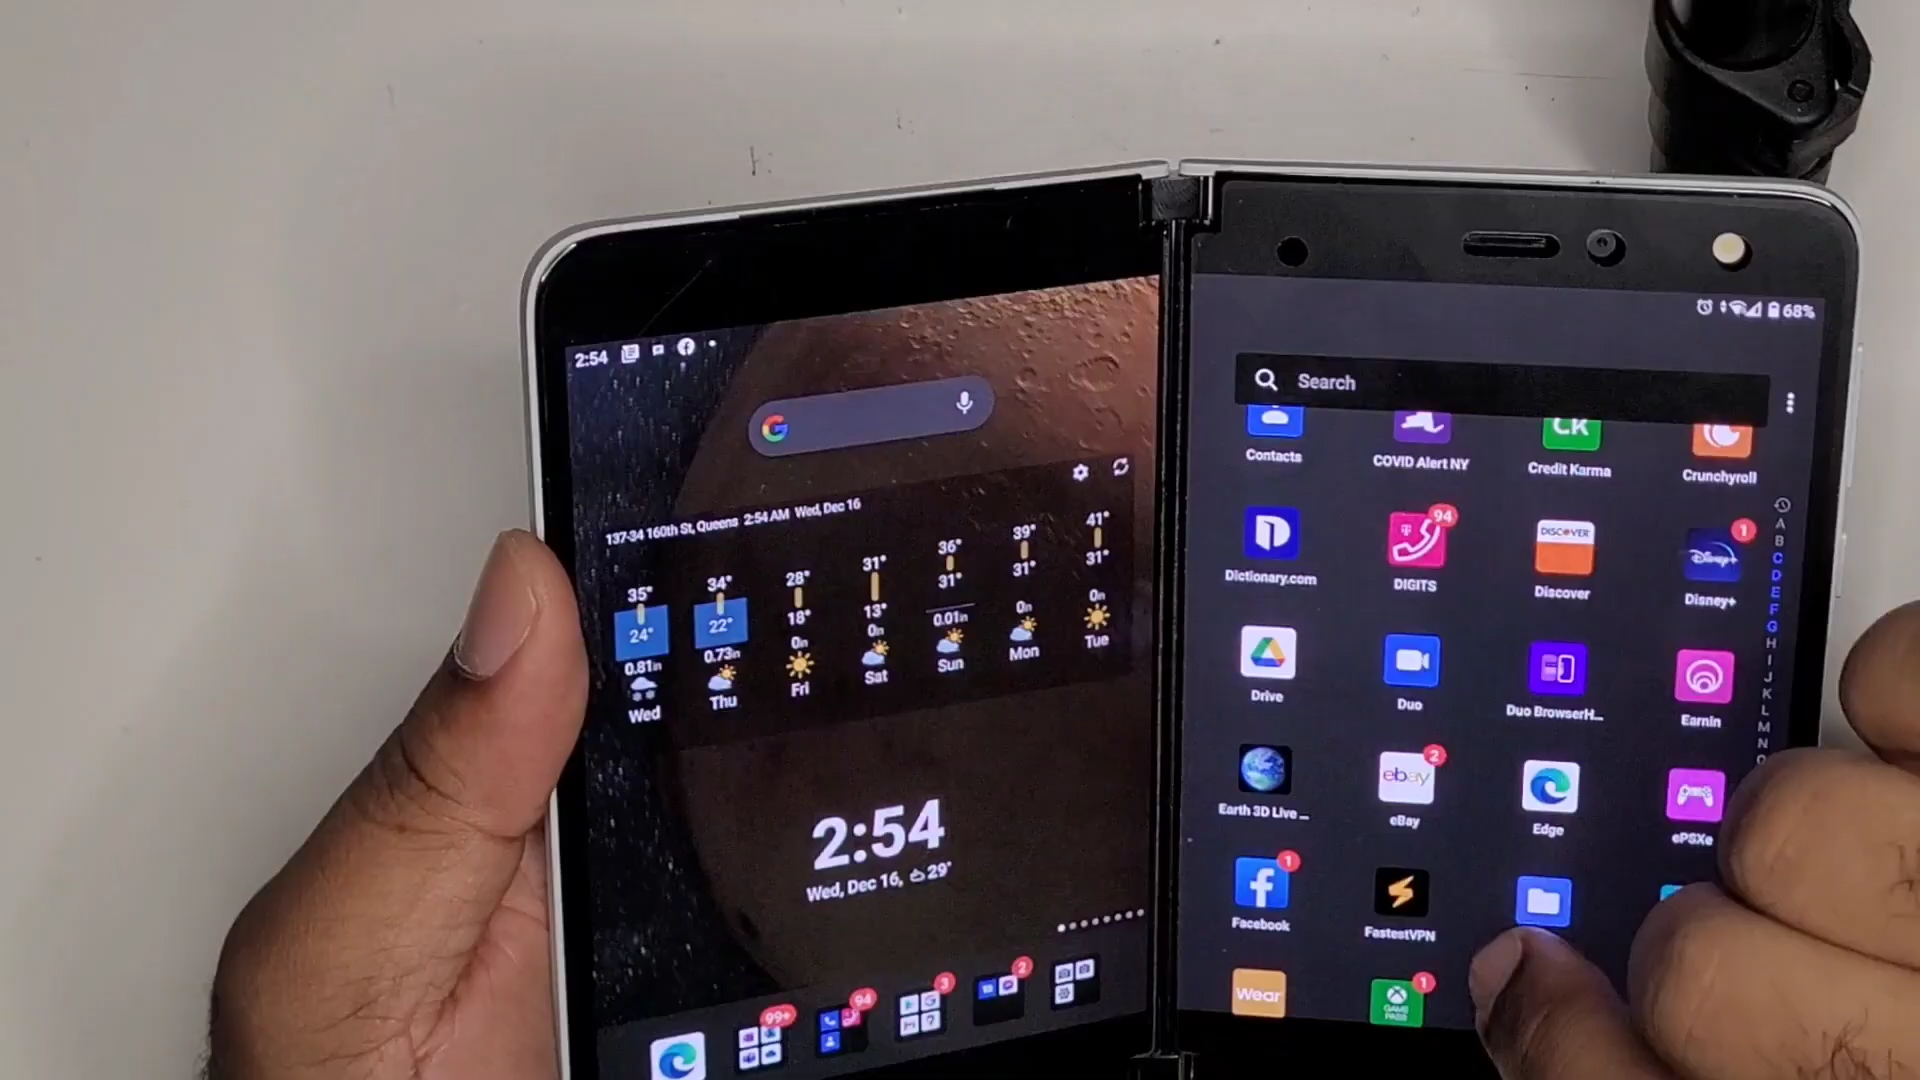 2:54
137-34 160th St, Queens 2:54 AM Wed, Dec 16
35° 34° 28° 31° 36° 39° 41°
24° 22° 18° 13° 31° 31° 31°
0.81in 0.73in 0in 0in 0.01in 0in 0in
Wed Thu Fri Sat Sun Mon Tue
2:54
Wed, Dec 16, 29°
99+ 94 3 2
68%
Search
CK
Contacts COVID Alert NY Credit Karma Crunchyroll
94 DISCOVER Disney+ 1
Dictionary.com DIGITS Discover Disney+
Drive Duo Duo BrowserH... Earnin
ebay 2
Earth 3D Live ... eBay Edge ePSXe
1
Facebook FastestVPN
Wear GAME PASS 1
A
B
C
D
E
F
G
H
I
J
K
L
M
N